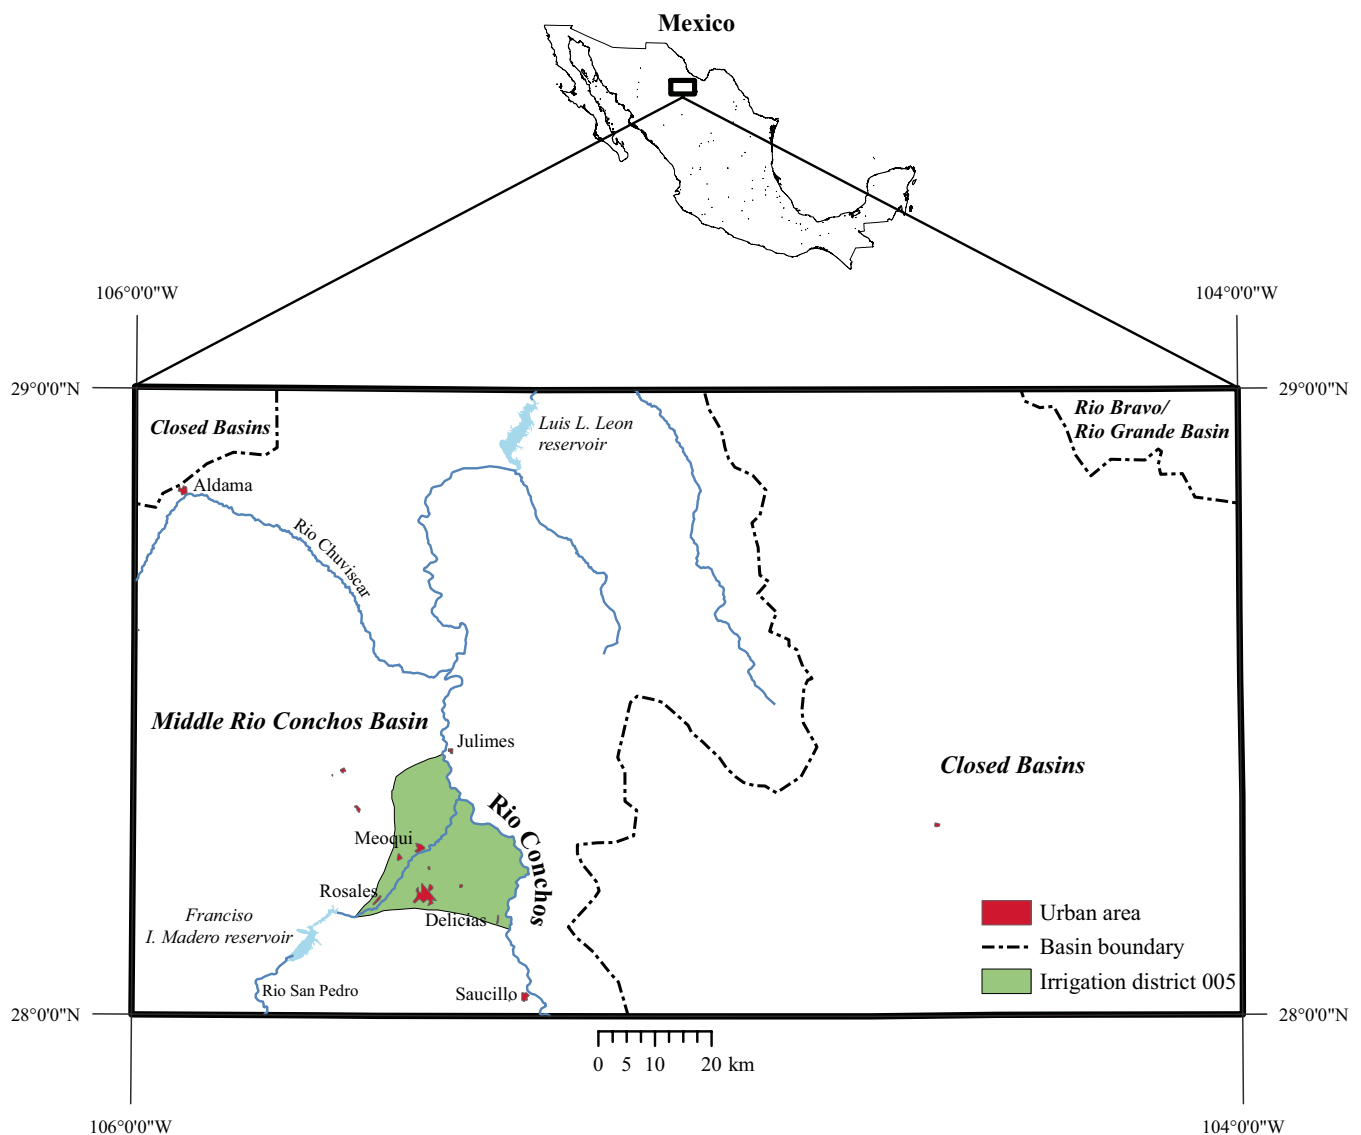 Mexico
106°0'0"W
104°0'0"W
29°0'0"N
29°0'0"N
Closed Basins
Luis L. Leon
reservoir
Rio Bravo/
Rio Grande Basin
Aldama
Rio Chuviscar
Middle Rio Conchos Basin
Julimes
Closed Basins
Rio Conchos
Meoqui
Rosales
Delicias
Franciso
I. Madero reservoir
Rio San Pedro
Saucillo
Urban area
Basin boundary
Irrigation district 005
28°0'0"N
28°0'0"N
0 5 10 20 km
106°0'0"W
104°0'0"W